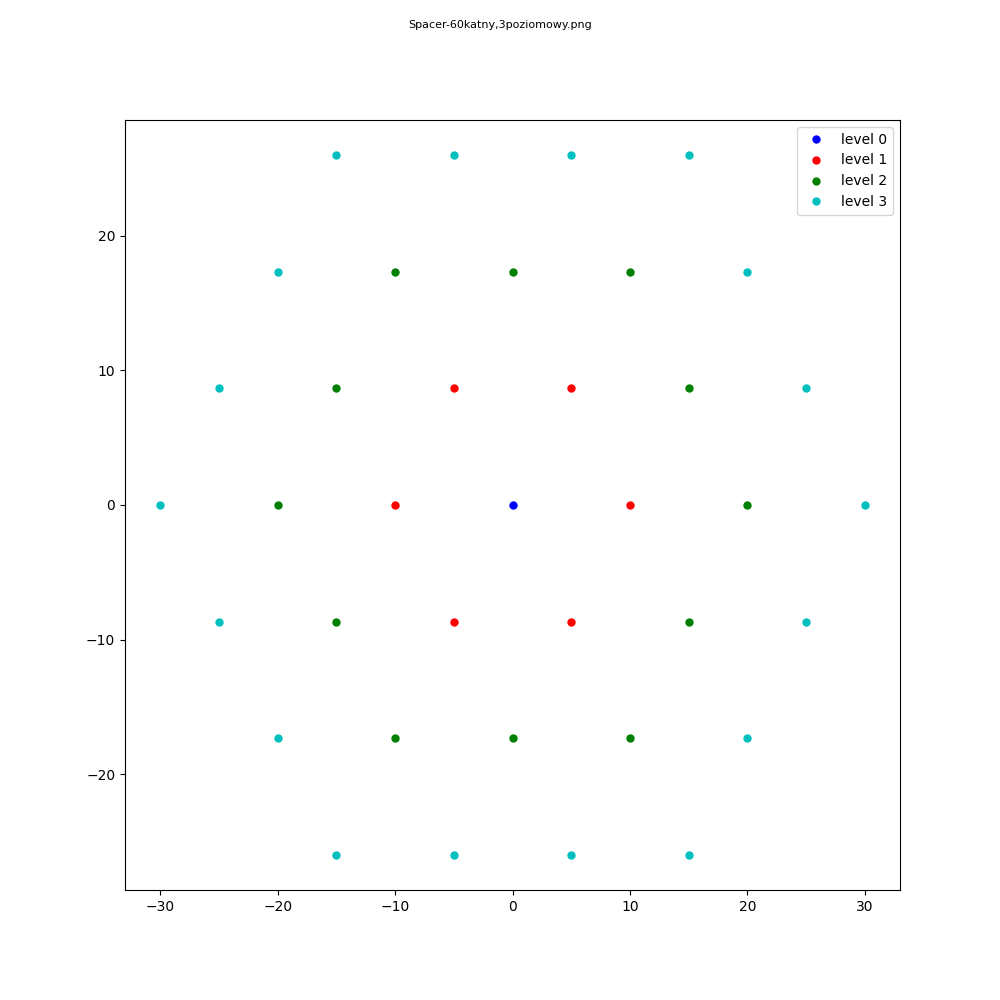 Spacer-60katny,3poziomowy.png
level 0
level 1
level 2
level 3
20
10
0
−10
−20
−30 −20 −10 0 10 20 30